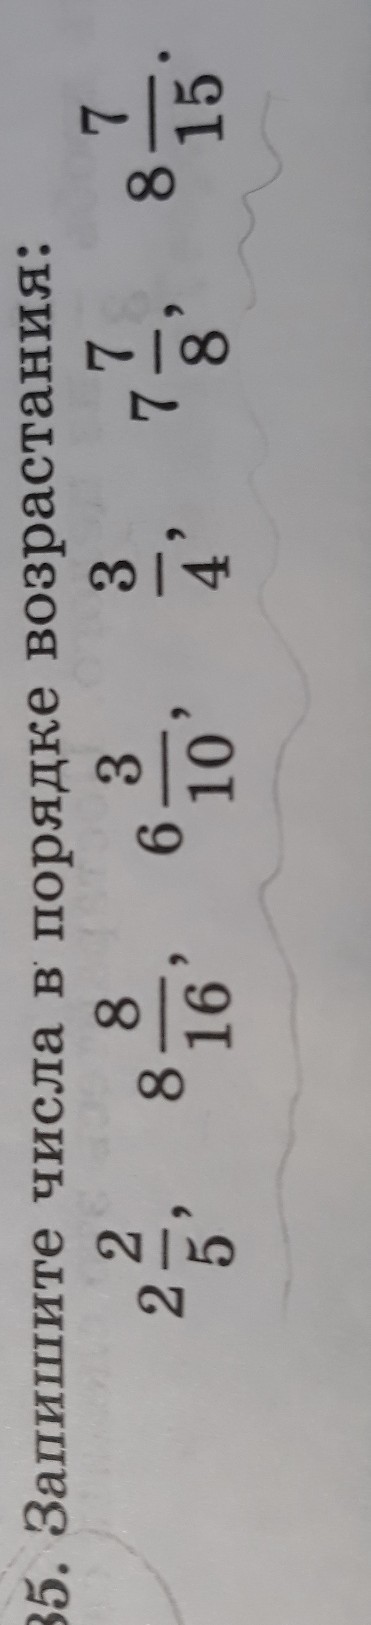 35. Запишите числа в порядке возрастания:
2 2/5, 8 8/16, 6 3/10, 3/4, 7 7/8, 8 7/15.